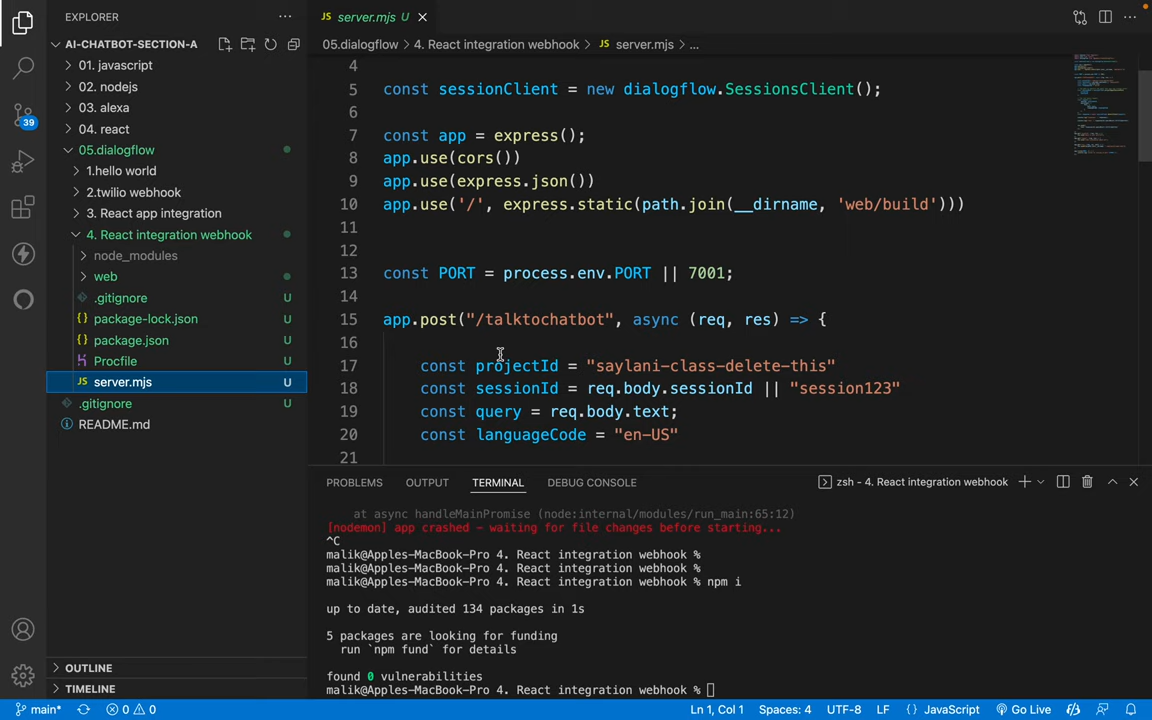 EXPLORER
AI-CHATBOT-SECTION-A
01. javascript
02. nodejs
03. alexa
04. react
05.dialogflow
1.hello world
2.twilio webhook
3. React app integration
4. React integration webhook
node_modules
web
.gitignore U
{} package-lock.json U
{} package.json U
Procfile U
JS server.mjs U
.gitignore U
README.md
OUTLINE
TIMELINE
39
JS server.mjs U
05.dialogflow > 4. React integration webhook > JS server.mjs > ...
4
5 const sessionClient = new dialogflow.SessionsClient();
6
7 const app = express();
8 app.use(cors())
9 app.use(express.json())
10 app.use('/', express.static(path.join(__dirname, 'web/build')))
11
12
13 const PORT = process.env.PORT || 7001;
14
15 app.post("/talktochatbot", async (req, res) => {
16
17 const projectId = "saylani-class-delete-this"
18 const sessionId = req.body.sessionId || "session123"
19 const query = req.body.text;
20 const languageCode = "en-US"
21
PROBLEMS OUTPUT TERMINAL DEBUG CONSOLE zsh - 4. React integration webhook
at async handleMainPromise (node:internal/modules/run_main:65:12)
[nodemon] app crashed - waiting for file changes before starting...
^C
malik@Apples-MacBook-Pro 4. React integration webhook %
malik@Apples-MacBook-Pro 4. React integration webhook %
malik@Apples-MacBook-Pro 4. React integration webhook % npm i
up to date, audited 134 packages in 1s
5 packages are looking for funding
run `npm fund` for details
found 0 vulnerabilities
malik@Apples-MacBook-Pro 4. React integration webhook %
main* 0 0 Ln 1, Col 1 Spaces: 4 UTF-8 LF {} JavaScript Go Live